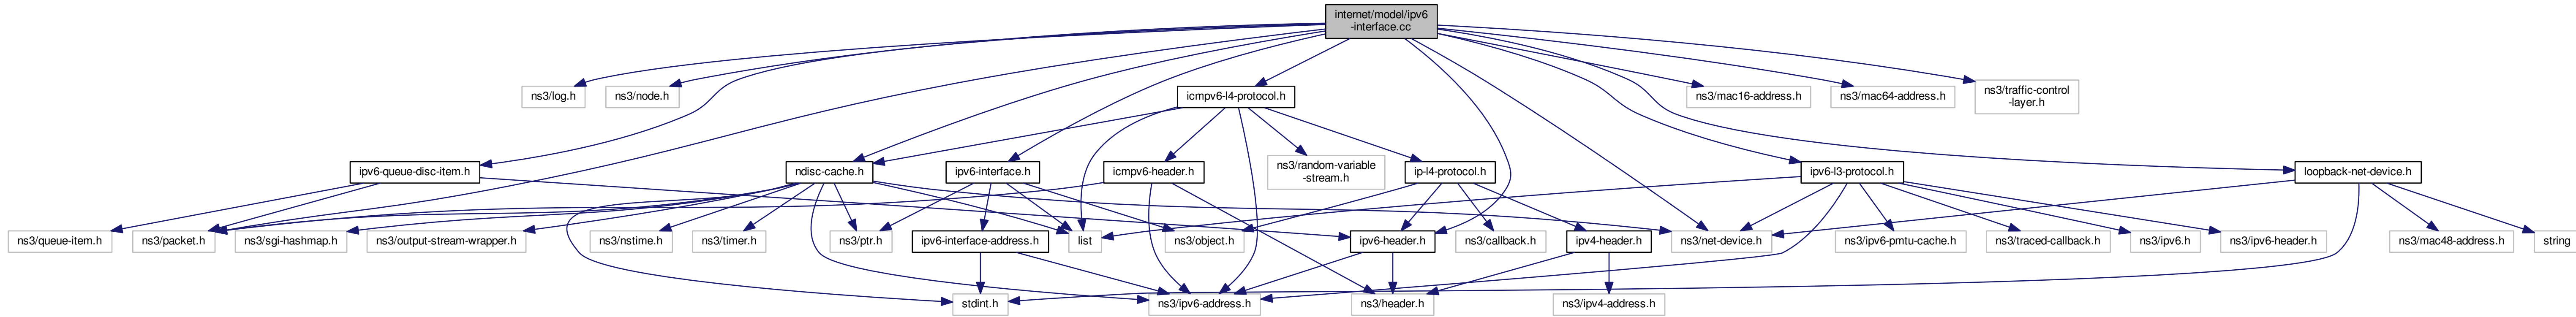 internet/model/ipv6
-interface.cc
ns3/log.h
ns3/node.h
icmpv6-l4-protocol.h
ns3/mac16-address.h
ns3/mac64-address.h
ns3/traffic-control
-layer.h
ipv6-queue-disc-item.h
ndisc-cache.h
ipv6-interface.h
icmpv6-header.h
ns3/random-variable
-stream.h
ip-l4-protocol.h
ipv6-l3-protocol.h
loopback-net-device.h
ns3/queue-item.h
ns3/packet.h
ns3/sgi-hashmap.h
ns3/output-stream-wrapper.h
ns3/nstime.h
ns3/timer.h
ns3/ptr.h
ipv6-interface-address.h
list
ns3/object.h
ipv6-header.h
ns3/callback.h
ipv4-header.h
ns3/net-device.h
ns3/ipv6-pmtu-cache.h
ns3/traced-callback.h
ns3/ipv6.h
ns3/ipv6-header.h
ns3/mac48-address.h
string
stdint.h
ns3/ipv6-address.h
ns3/header.h
ns3/ipv4-address.h